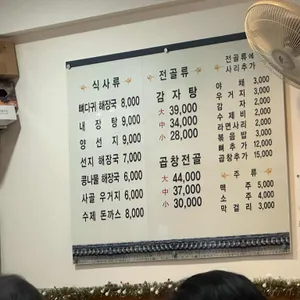 식사류
뼈다귀 해장국 8,000
내장탕 9,000
양선지 9,000
선지 해장국 7,000
콩나물 해장국 6,000
사골 우거지 6,000
수제 돈까스 8,000
전골류
감자탕
大 39,000
中 34,000
小 28,000
곱창전골
大 44,000
中 37,000
小 30,000
전골류에
사리추가
야채 3,000
우거지 3,000
감자 2,000
수제비 2,000
라면사리 2,000
볶음밥 3,000
뼈추가 12,000
곱창추가 15,000
주류
맥주 5,000
소주 4,000
막걸리 3,000